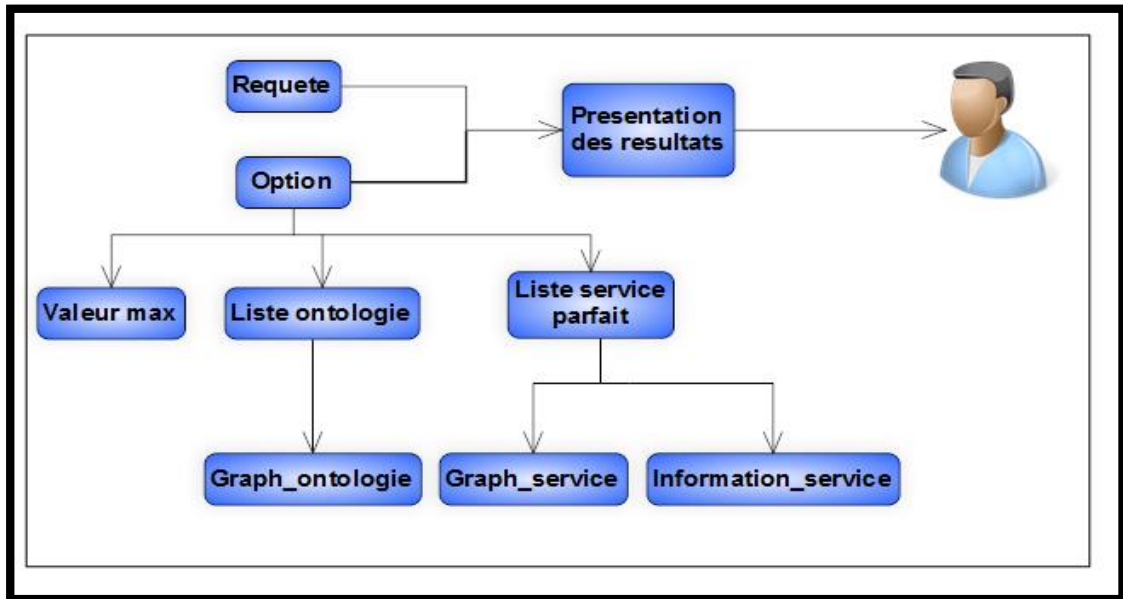 Requete
Presentation
des resultats
Option
Valeur max
Liste ontologie
Liste service
parfait
Graph_ontologie
Graph_service
Information_service